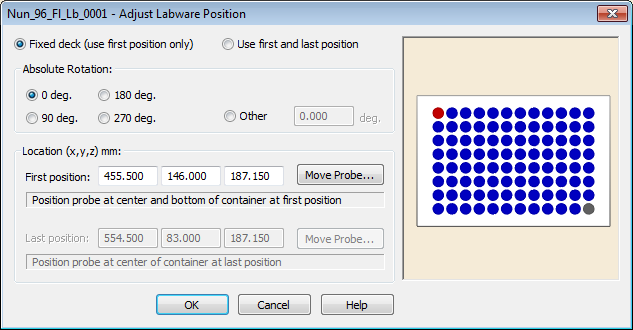 Nun_96_Fl_Lb_0001 - Adjust Labware Position
Fixed deck (use first position only) Use first and last position
Absolute Rotation:
0 deg. 180 deg.
90 deg. 270 deg. Other 0.000 deg.
Location (x,y,z) mm:
First position: 455.500 146.000 187.150 Move Probe...
Position probe at center and bottom of container at first position
Last position: 554.500 83.000 187.150 Move Probe...
Position probe at center of container at last position
OK Cancel Help